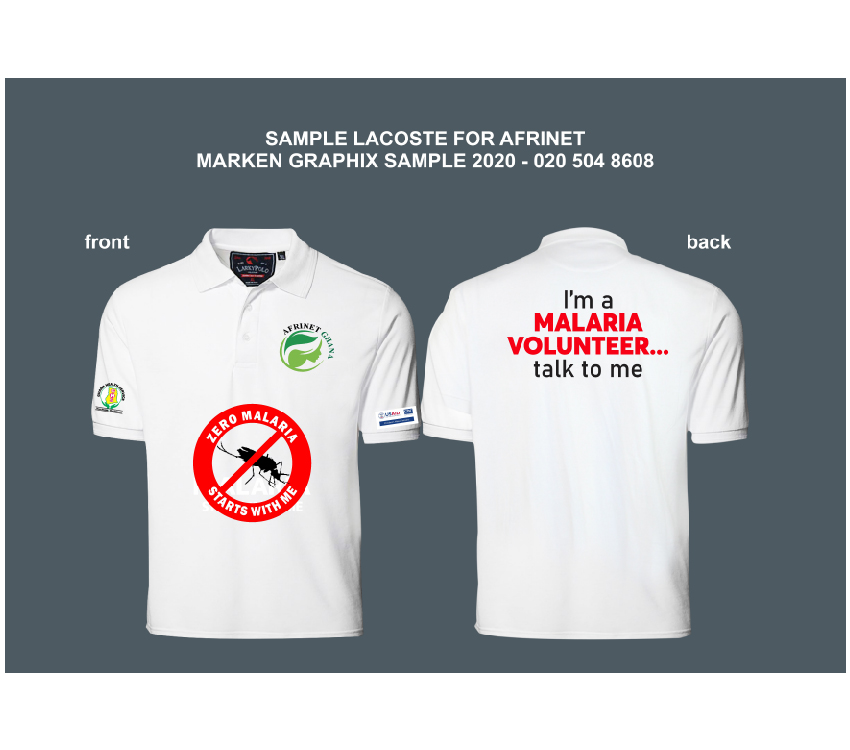 SAMPLE LACOSTE FOR AFRINET
MARKEN GRAPHIX SAMPLE 2020 - 020 504 8608
front
back
AFRINET GHANA
ZERO MALARIA
STARTS WITH ME
USAID
I'm a
MALARIA
VOLUNTEER...
talk to me